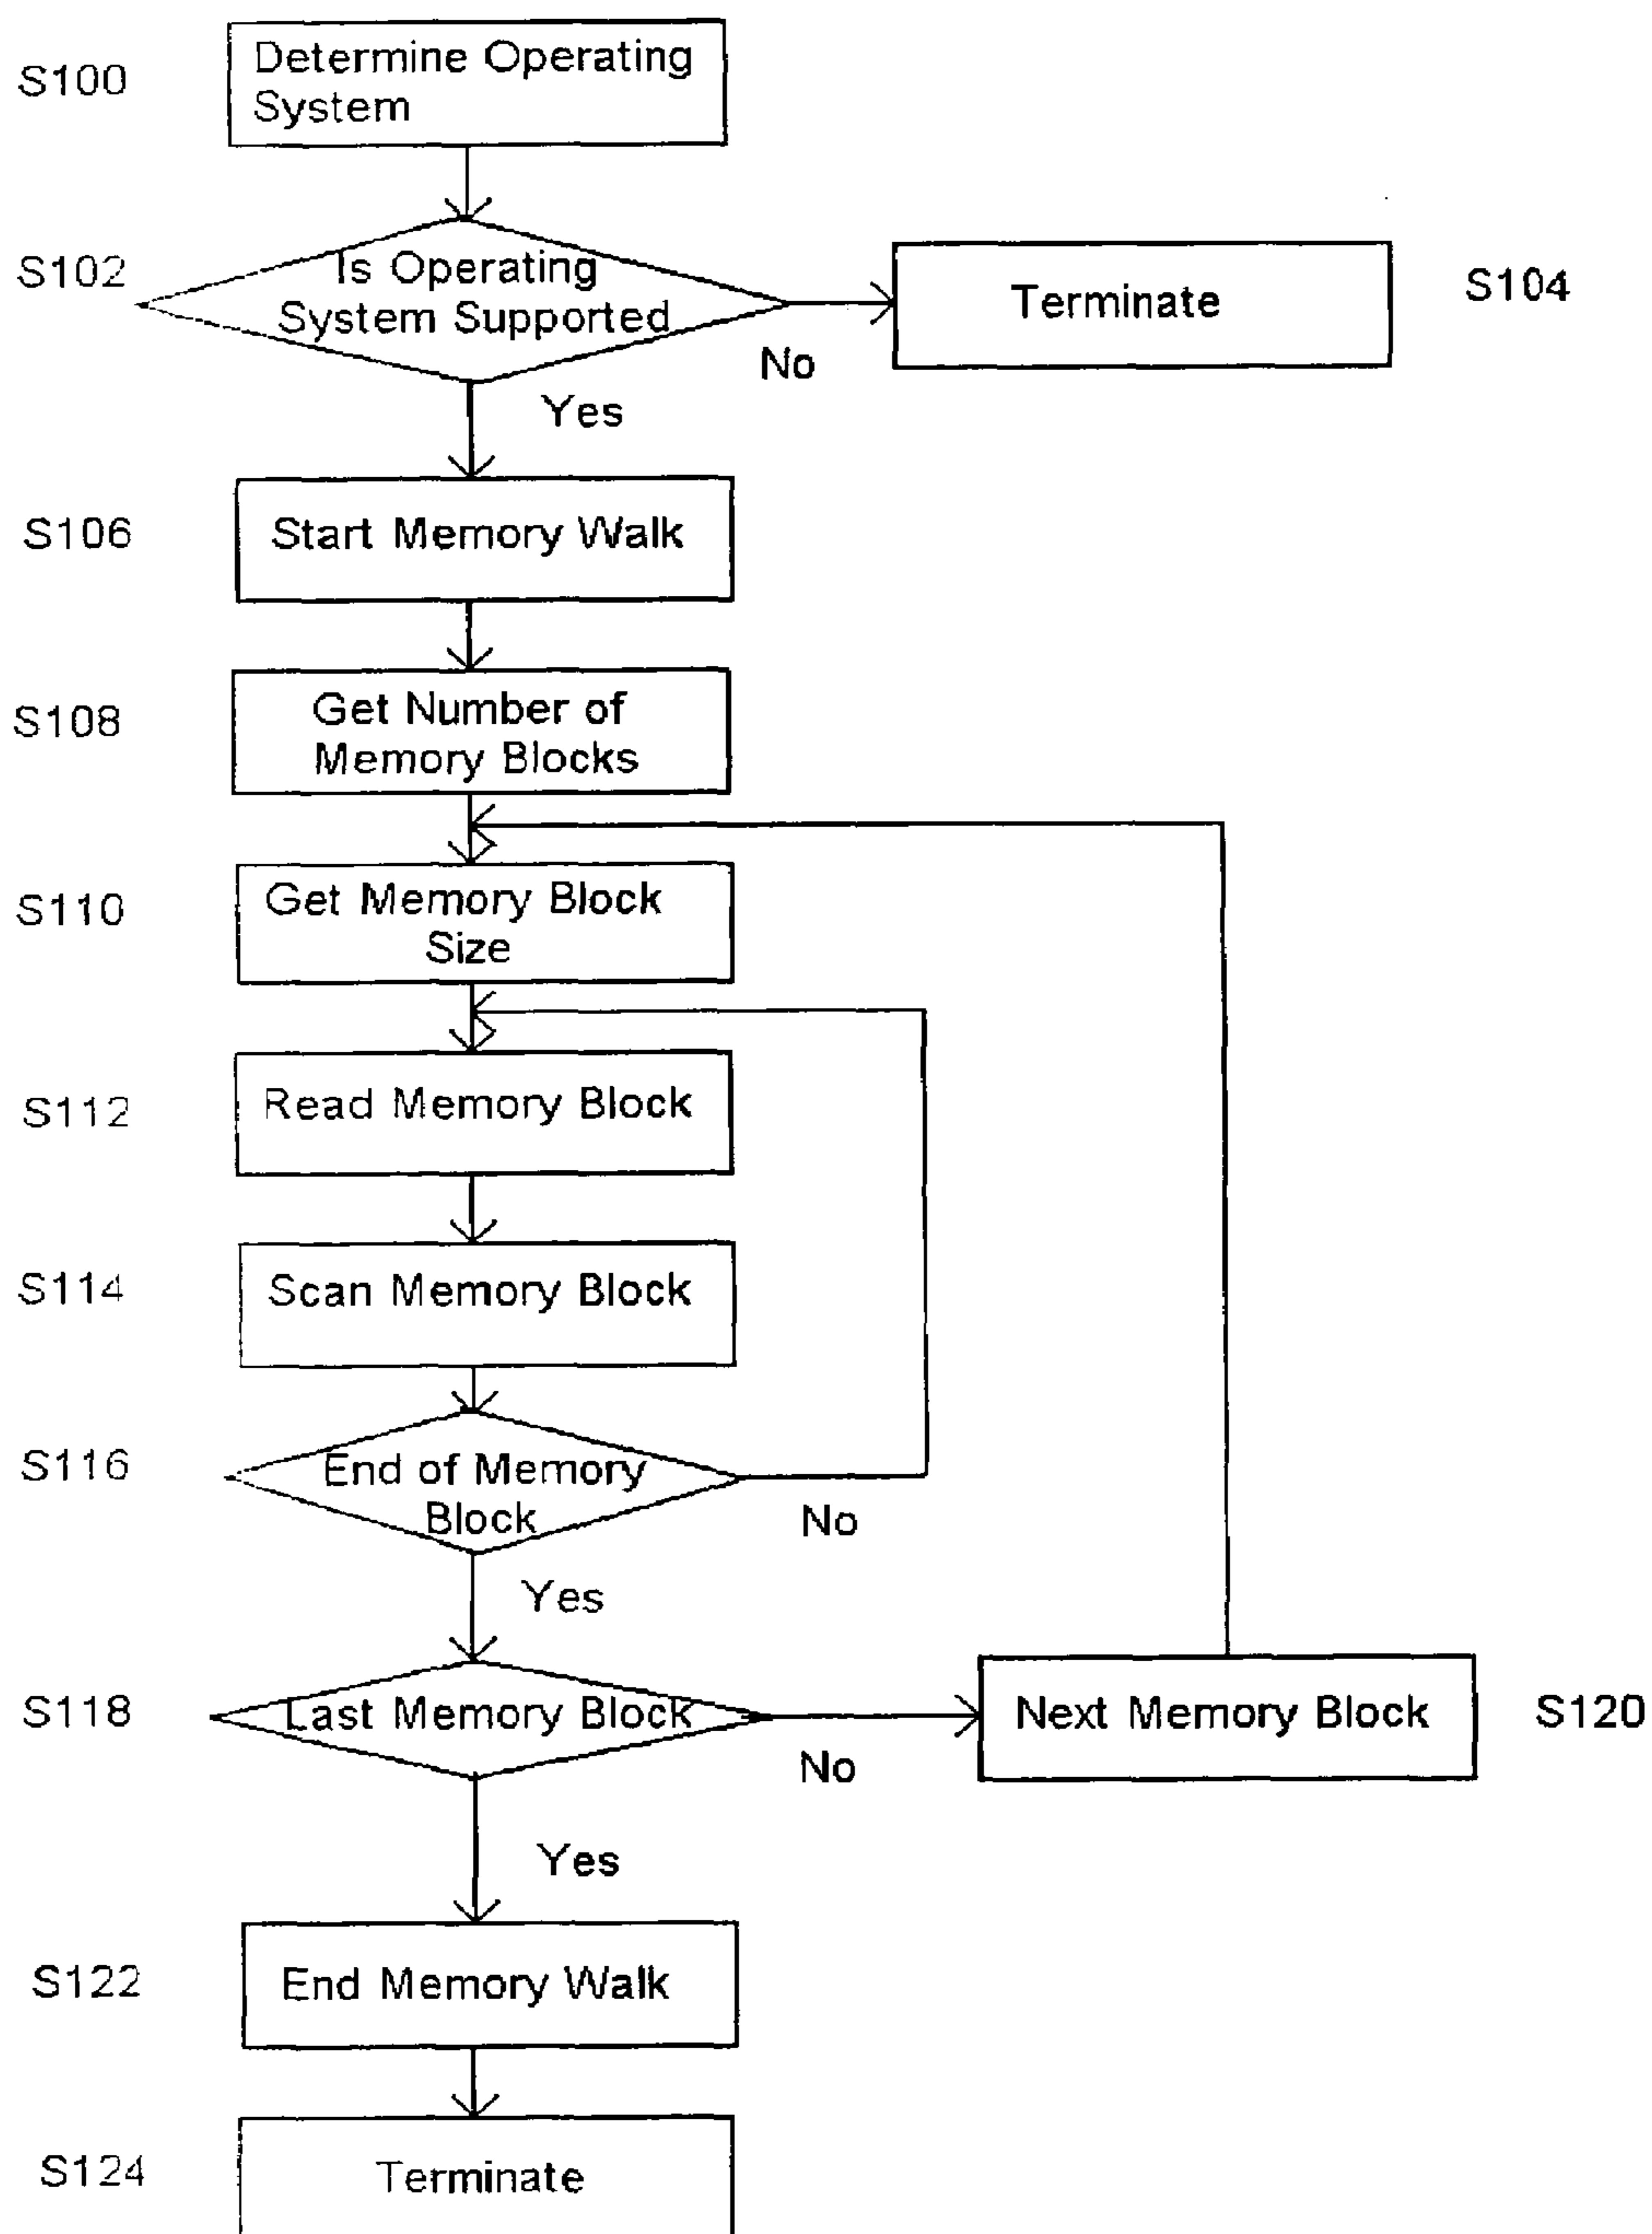 S100
Determine Operating
System
S102
Is Operating
System Supported
No
Yes
Terminate
S104
S106
Start Memory Walk
S108
Get Number of
Memory Blocks
S110
Get Memory Block
Size
S112
Read Memory Block
S114
Scan Memory Block
S116
End of Memory
Block
No
Yes
S118
Last Memory Block
No
Next Memory Block
S120
Yes
S122
End Memory Walk
S124
Terminate